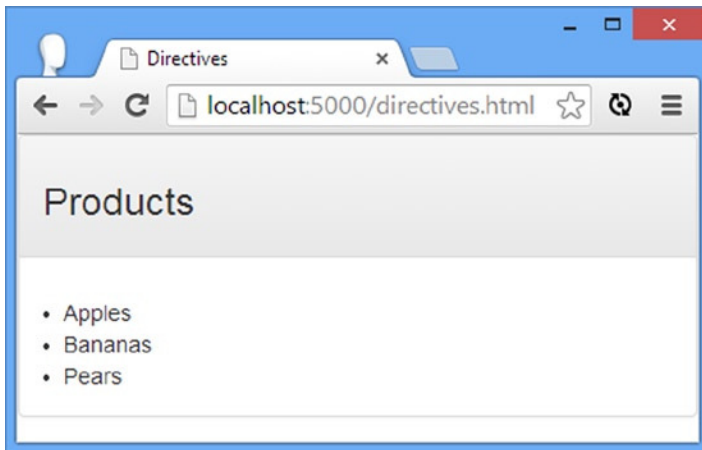 Directives
localhost:5000/directives.html
Products
• Apples
• Bananas
• Pears